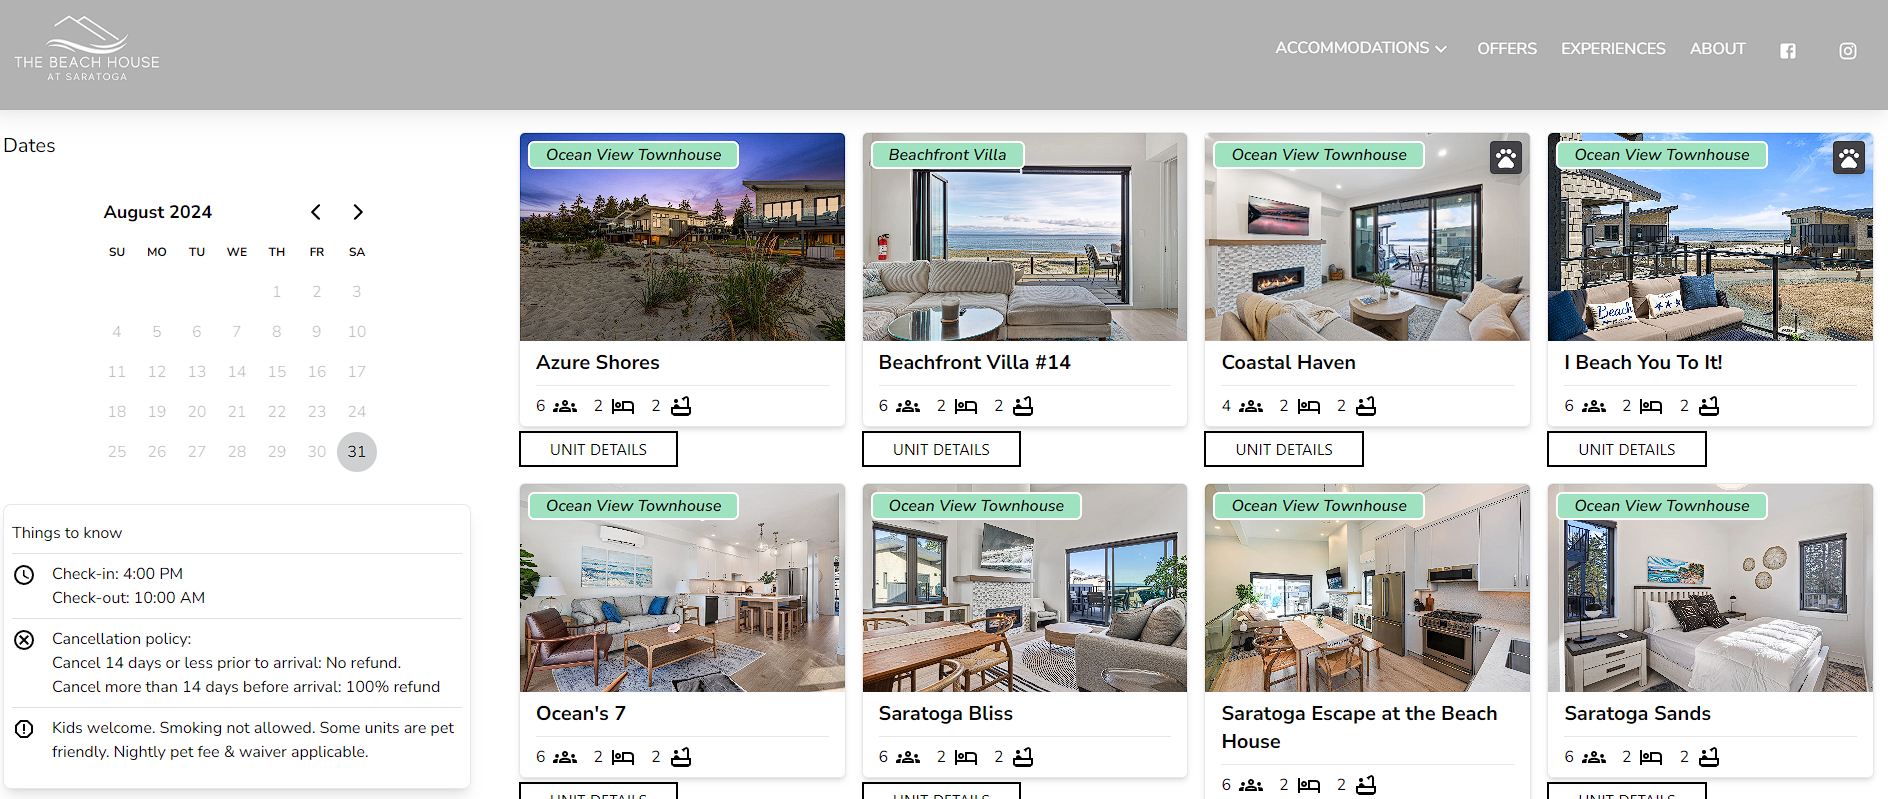 THE BEACH HOUSE
AT SARATOGA
ACCOMMODATIONS
OFFERS
EXPERIENCES
ABOUT
Dates
August 2024
SU MO TU WE TH FR SA
1 2 3
4 5 6 7 8 9 10
11 12 13 14 15 16 17
18 19 20 21 22 23 24
25 26 27 28 29 30 31
Things to know
Check-in: 4:00 PM
Check-out: 10:00 AM
Cancellation policy:
Cancel 14 days or less prior to arrival: No refund.
Cancel more than 14 days before arrival: 100% refund
Kids welcome. Smoking not allowed. Some units are pet
friendly. Nightly pet fee & waiver applicable.
Ocean View Townhouse
Azure Shores
6 2 2
UNIT DETAILS
Beachfront Villa
Beachfront Villa #14
6 2 2
UNIT DETAILS
Ocean View Townhouse
Coastal Haven
4 2 2
UNIT DETAILS
Ocean View Townhouse
Beach
I Beach You To It!
6 2 2
UNIT DETAILS
Ocean View Townhouse
Ocean's 7
6 2 2
UNIT DETAILS
Ocean View Townhouse
Saratoga Bliss
6 2 2
UNIT DETAILS
Ocean View Townhouse
Saratoga Escape at the Beach
House
6 2 2
Ocean View Townhouse
Saratoga Sands
6 2 2
UNIT DETAILS